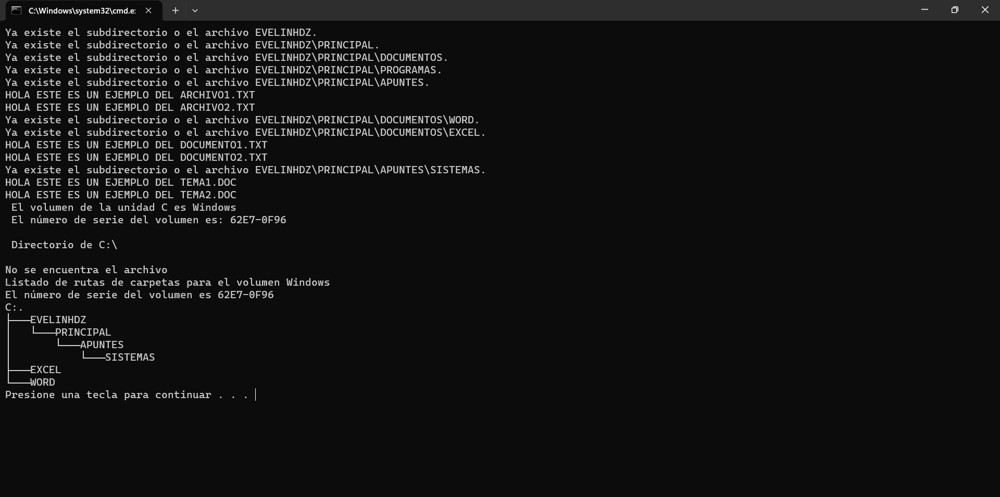 C:\Windows\system32\cmd.e
Ya existe el subdirectorio o el archivo EVELINHDZ.
Ya existe el subdirectorio o el archivo EVELINHDZ\PRINCIPAL.
Ya existe el subdirectorio o el archivo EVELINHDZ\PRINCIPAL\DOCUMENTOS.
Ya existe el subdirectorio o el archivo EVELINHDZ\PRINCIPAL\PROGRAMAS.
Ya existe el subdirectorio o el archivo EVELINHDZ\PRINCIPAL\APUNTES.
HOLA ESTE ES UN EJEMPLO DEL ARCHIVO1.TXT
HOLA ESTE ES UN EJEMPLO DEL ARCHIVO2.TXT
Ya existe el subdirectorio o el archivo EVELINHDZ\PRINCIPAL\DOCUMENTOS\WORD.
Ya existe el subdirectorio o el archivo EVELINHDZ\PRINCIPAL\DOCUMENTOS\EXCEL.
HOLA ESTE ES UN EJEMPLO DEL DOCUMENTO1.TXT
HOLA ESTE ES UN EJEMPLO DEL DOCUMENTO2.TXT
Ya existe el subdirectorio o el archivo EVELINHDZ\PRINCIPAL\APUNTES\SISTEMAS.
HOLA ESTE ES UN EJEMPLO DEL TEMA1.DOC
HOLA ESTE ES UN EJEMPLO DEL TEMA2.DOC
El volumen de la unidad C es Windows
El número de serie del volumen es: 62E7-0F96
Directorio de C:\
No se encuentra el archivo
Listado de rutas de carpetas para el volumen Windows
El número de serie del volumen es 62E7-0F96
C:.
├───EVELINHDZ
│   └───PRINCIPAL
│       └───APUNTES
│           └───SISTEMAS
├───EXCEL
└───WORD
Presione una tecla para continuar . . .